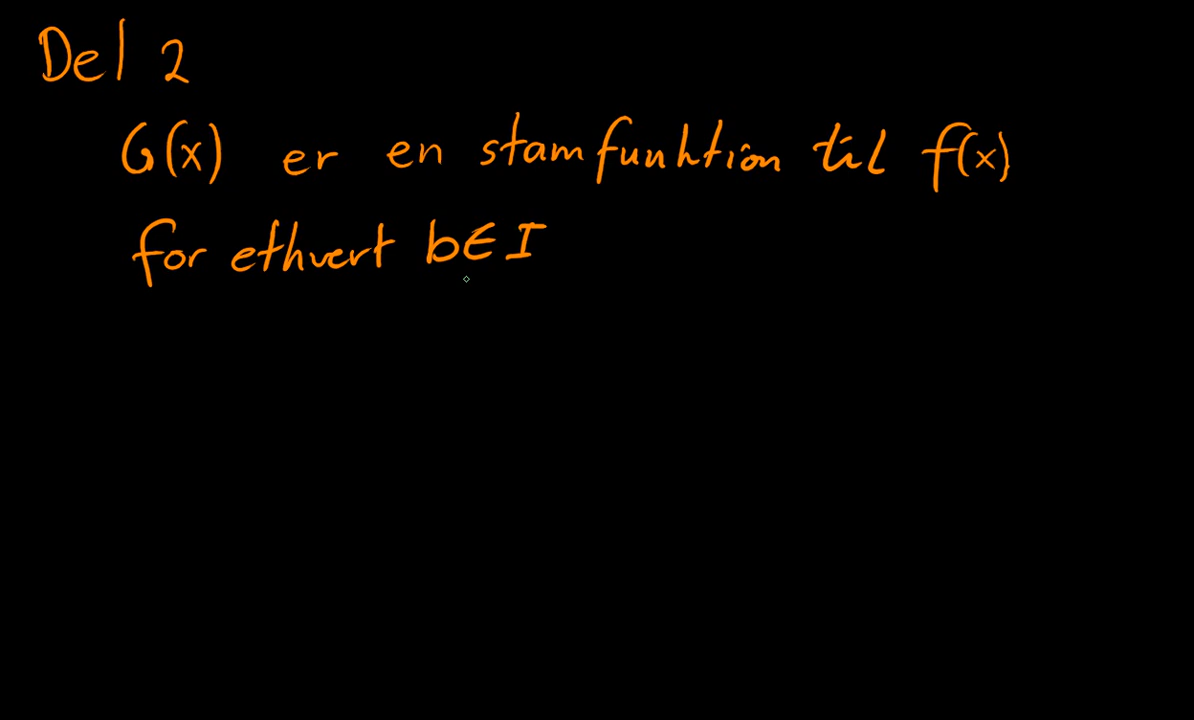 Del 2
G(x) er en stamfunktion til f(x)
for ethvert b∈I